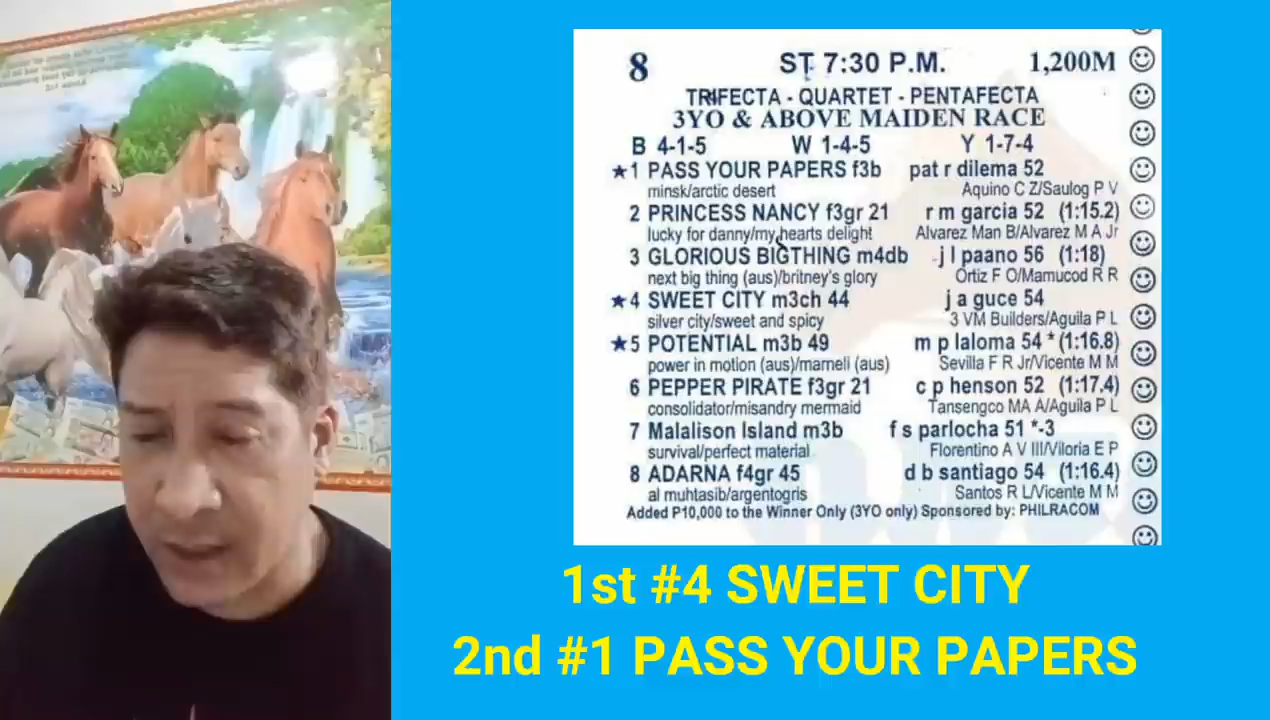 8 ST 7:30 P.M. 1,200M
TRIFECTA - QUARTET - PENTAFECTA
3YO & ABOVE MAIDEN RACE
B 4-1-5 W 1-4-5 Y 1-7-4
★1 PASS YOUR PAPERS f3b pat r dilema 52
minsk/arctic desert Aquino C Z/Saulog P V
2 PRINCESS NANCY f3gr 21 r m garcia 52 (1:15.2)
lucky for danny/my hearts delight Alvarez Man B/Alvarez M A Jr
3 GLORIOUS BIGTHING m4db j l paano 56 (1:18)
next big thing (aus)/britney's glory Ortiz F O/Mamucod R R
★4 SWEET CITY m3ch 44 j a guce 54
silver city/sweet and spicy 3 VM Builders/Aguila P L
★5 POTENTIAL m3b 49 m p laloma 54 * (1:16.8)
power in motion (aus)/marneli (aus) Sevilla F R Jr/Vicente M M
6 PEPPER PIRATE f3gr 21 c p henson 52 (1:17.4)
consolidator/misandry mermaid Tansengco MA A/Aguila P L
7 Malalison Island m3b f s parlocha 51 *-3
survival/perfect material Florentino A V III/Viloria E P
8 ADARNA f4gr 45 d b santiago 54 (1:16.4)
al muhtasib/argentogris Santos R L/Vicente M M
Added P10,000 to the Winner Only (3YO only) Sponsored by: PHILRACOM
1st #4 SWEET CITY
2nd #1 PASS YOUR PAPERS